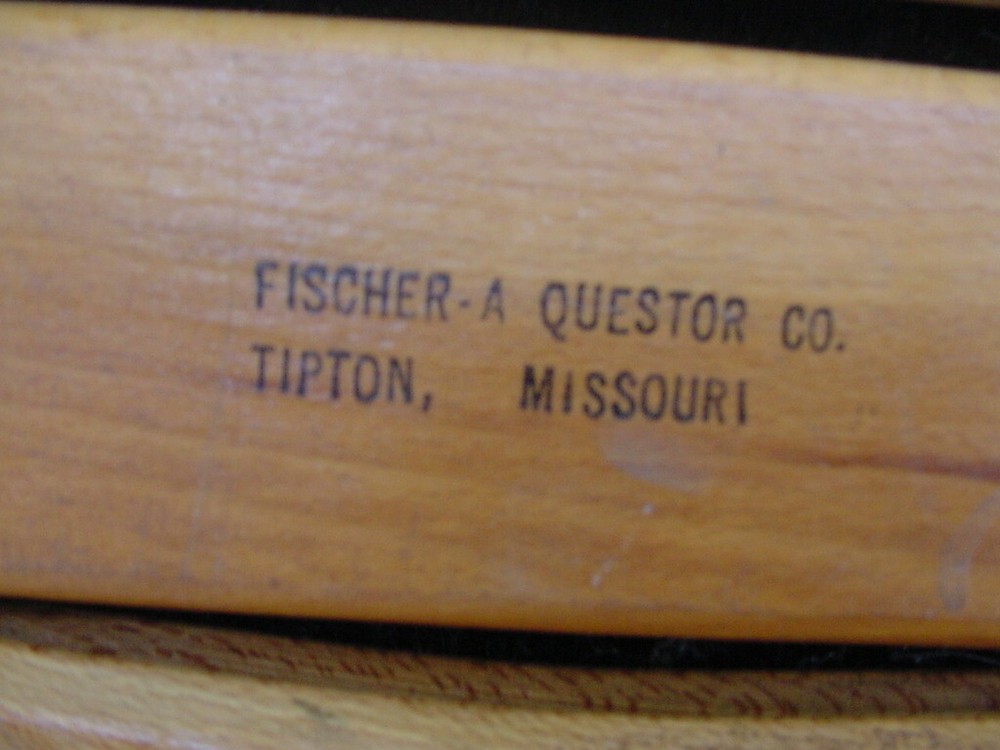 FISCHER-A QUESTOR CO.
TIPTON, MISSOURI